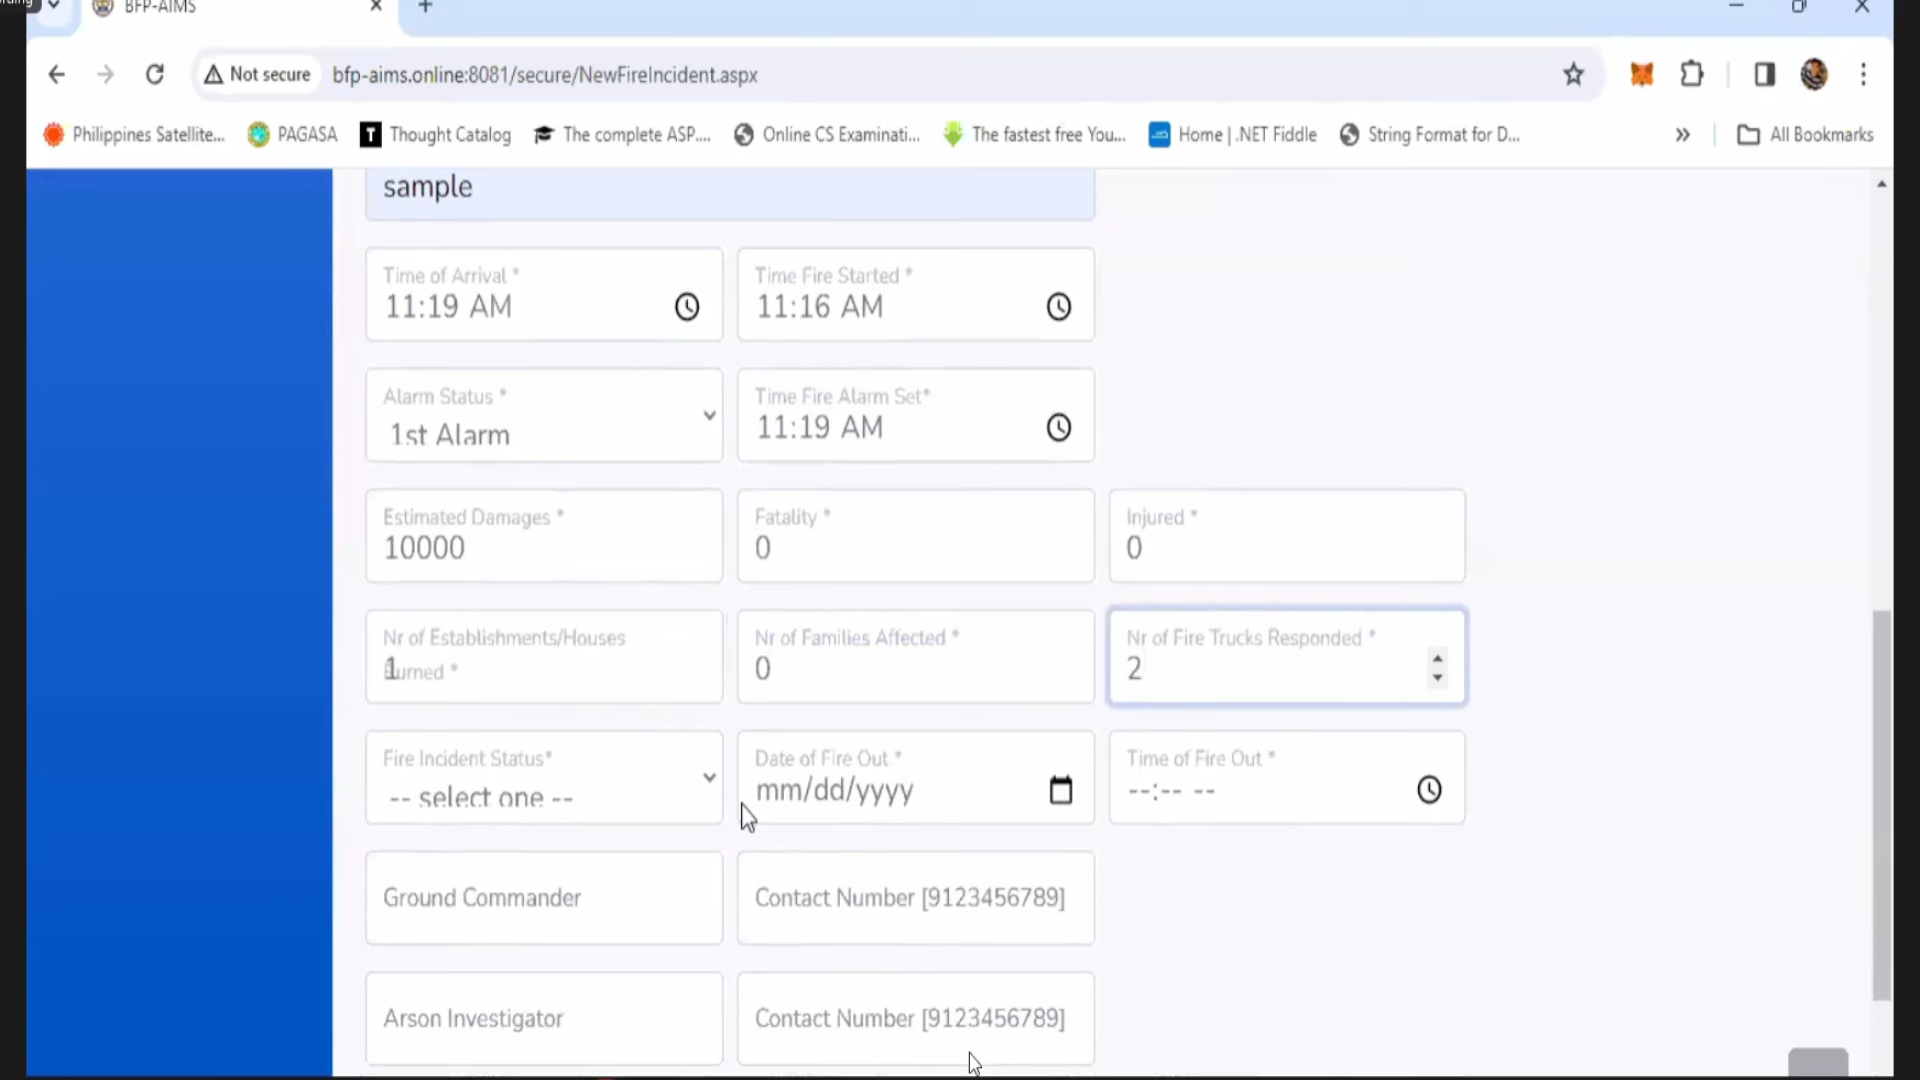 BFP-AIMS
Not secure
bfp-aims.online:8081/secure/NewFireIncident.aspx
Philippines Satellite...
PAGASA
T
Thought Catalog
The complete ASP....
Online CS Examinati...
The fastest free You...
Home | .NET Fiddle
String Format for D...
»
All Bookmarks
sample
Time of Arrival *
11:19 AM
Time Fire Started *
11:16 AM
Alarm Status *
1st Alarm
Time Fire Alarm Set*
11:19 AM
Estimated Damages *
10000
Fatality *
0
Injured *
0
Nr of Establishments/Houses
Burned *
1
Nr of Families Affected *
0
Nr of Fire Trucks Responded *
2
Fire Incident Status*
-- select one --
Date of Fire Out *
mm/dd/yyyy
Time of Fire Out *
--:-- --
Ground Commander
Contact Number [9123456789]
Arson Investigator
Contact Number [9123456789]